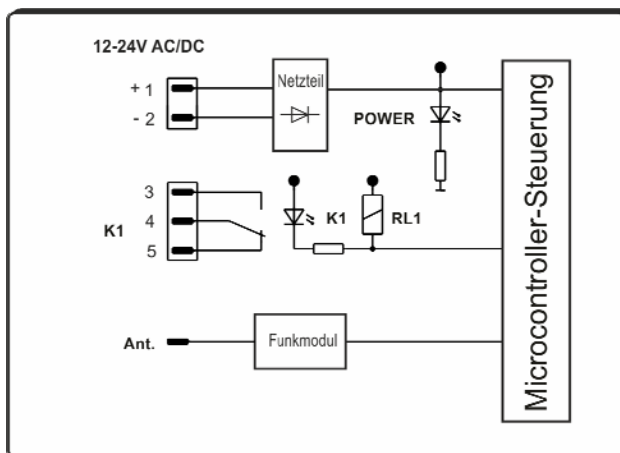 12-24V AC/DC
+ 1
- 2
Netzteil
POWER
K1
3
4
5
K1
RL1
Ant.
Funkmodul
Microcontroller-Steuerung